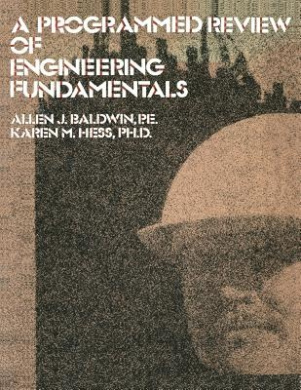 A PROGRAMMED REVIEW
OF
ENGINEERING
FUNDAMENTALS
ALLEN J. BALDWIN, P.E.
KAREN M. HESS, PH.D.